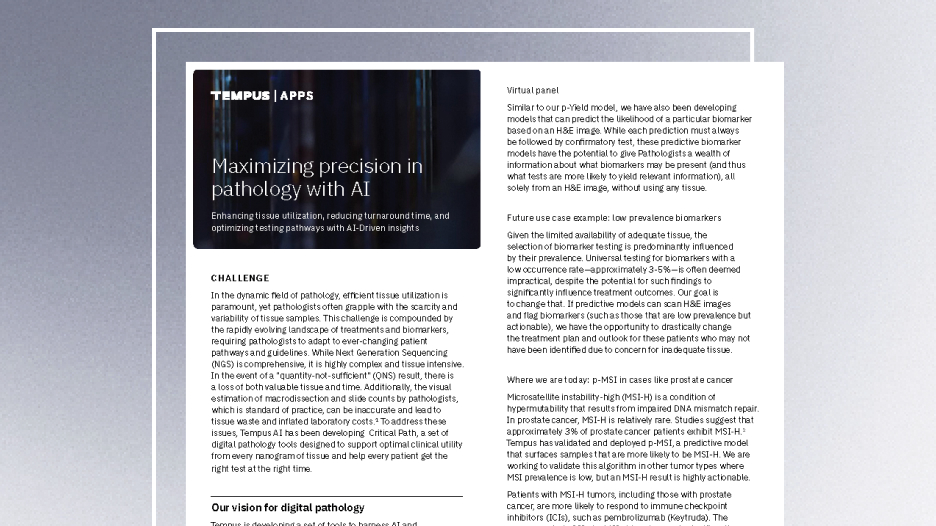 TEMPUS | APPS
Maximizing precision in
pathology with AI
Enhancing tissue utilization, reducing turnaround time, and
optimizing testing pathways with AI-Driven insights
CHALLENGE
In the dynamic field of pathology, efficient tissue utilization is
paramount, yet pathologists often grapple with the scarcity and
variability of tissue samples. This challenge is compounded by
the rapidly evolving landscape of treatments and biomarkers,
requiring pathologists to adapt to ever-changing patient
pathways and guidelines. While Next Generation Sequencing
(NGS) is comprehensive, it is highly complex and tissue intensive.
In the event of a "quantity-not-sufficient" (QNS) result, there is
a loss of both valuable tissue and time. Additionally, the visual
estimation of macrodissection and slide counts by pathologists,
which is standard of practice, can be inaccurate and lead to
tissue waste and inflated laboratory costs.¹ To address these
issues, Tempus AI has been developing Critical Path, a set of
digital pathology tools designed to support optimal clinical utility
from every nanogram of tissue and help every patient get the
right test at the right time.
Our vision for digital pathology
Tempus is developing a set of tools to harness AI and
Virtual panel
Similar to our p-Yield model, we have also been developing
models that can predict the likelihood of a particular biomarker
based on an H&E image. While each prediction must always
be followed by confirmatory test, these predictive biomarker
models have the potential to give Pathologists a wealth of
information about what biomarkers may be present (and thus
what tests are more likely to yield relevant information), all
solely from an H&E image, without using any tissue.
Future use case example: low prevalence biomarkers
Given the limited availability of adequate tissue, the
selection of biomarker testing is predominantly influenced
by their prevalence. Universal testing for biomarkers with a
low occurrence rate—approximately 3-5%—is often deemed
impractical, despite the potential for such findings to
significantly influence treatment outcomes. Our goal is
to change that. If predictive models can scan H&E images
and flag biomarkers (such as those that are low prevalence but
actionable), we have the opportunity to drastically change
the treatment plan and outlook for these patients who may not
have been identified due to concern for inadequate tissue.
Where we are today: p-MSI in cases like prostate cancer
Microsatellite instability-high (MSI-H) is a condition of
hypermutability that results from impaired DNA mismatch repair.
In prostate cancer, MSI-H is relatively rare. Studies suggest that
approximately 3% of prostate cancer patients exhibit MSI-H.³
Tempus has validated and deployed p-MSI, a predictive model
that surfaces samples that are more likely to be MSI-H. We are
working to validate this algorithm in other tumor types where
MSI prevalence is low, but an MSI-H result is highly actionable.
Patients with MSI-H tumors, including those with prostate
cancer, are more likely to respond to immune checkpoint
inhibitors (ICIs), such as pembrolizumab (Keytruda). The